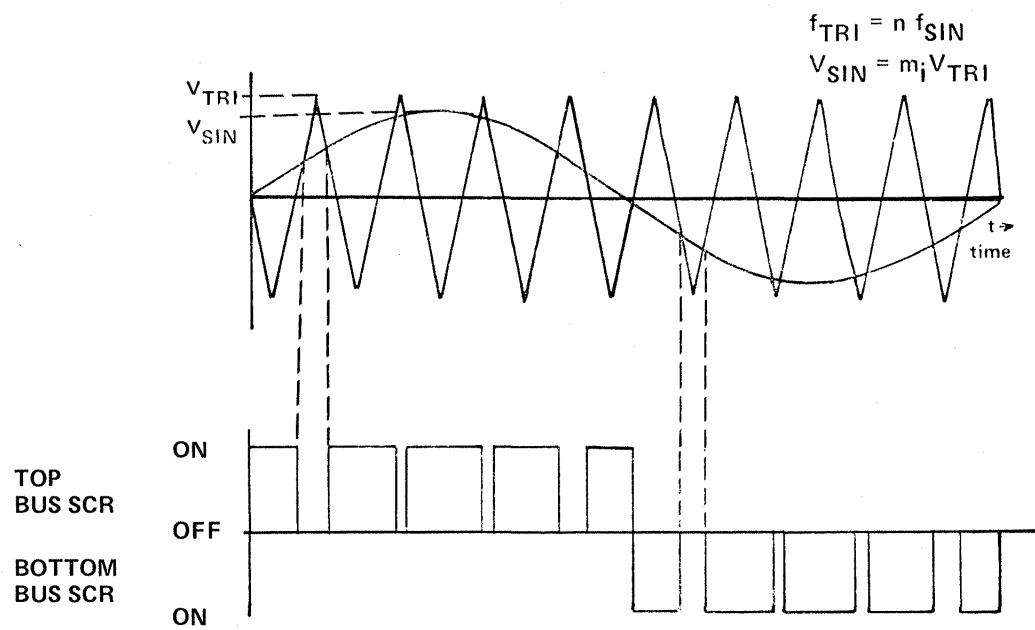 fTRI = n fSIN
VSIN = miVTRI
VTRI
VSIN
t→
time
ON
TOP
BUS SCR
OFF
BOTTOM
BUS SCR
ON